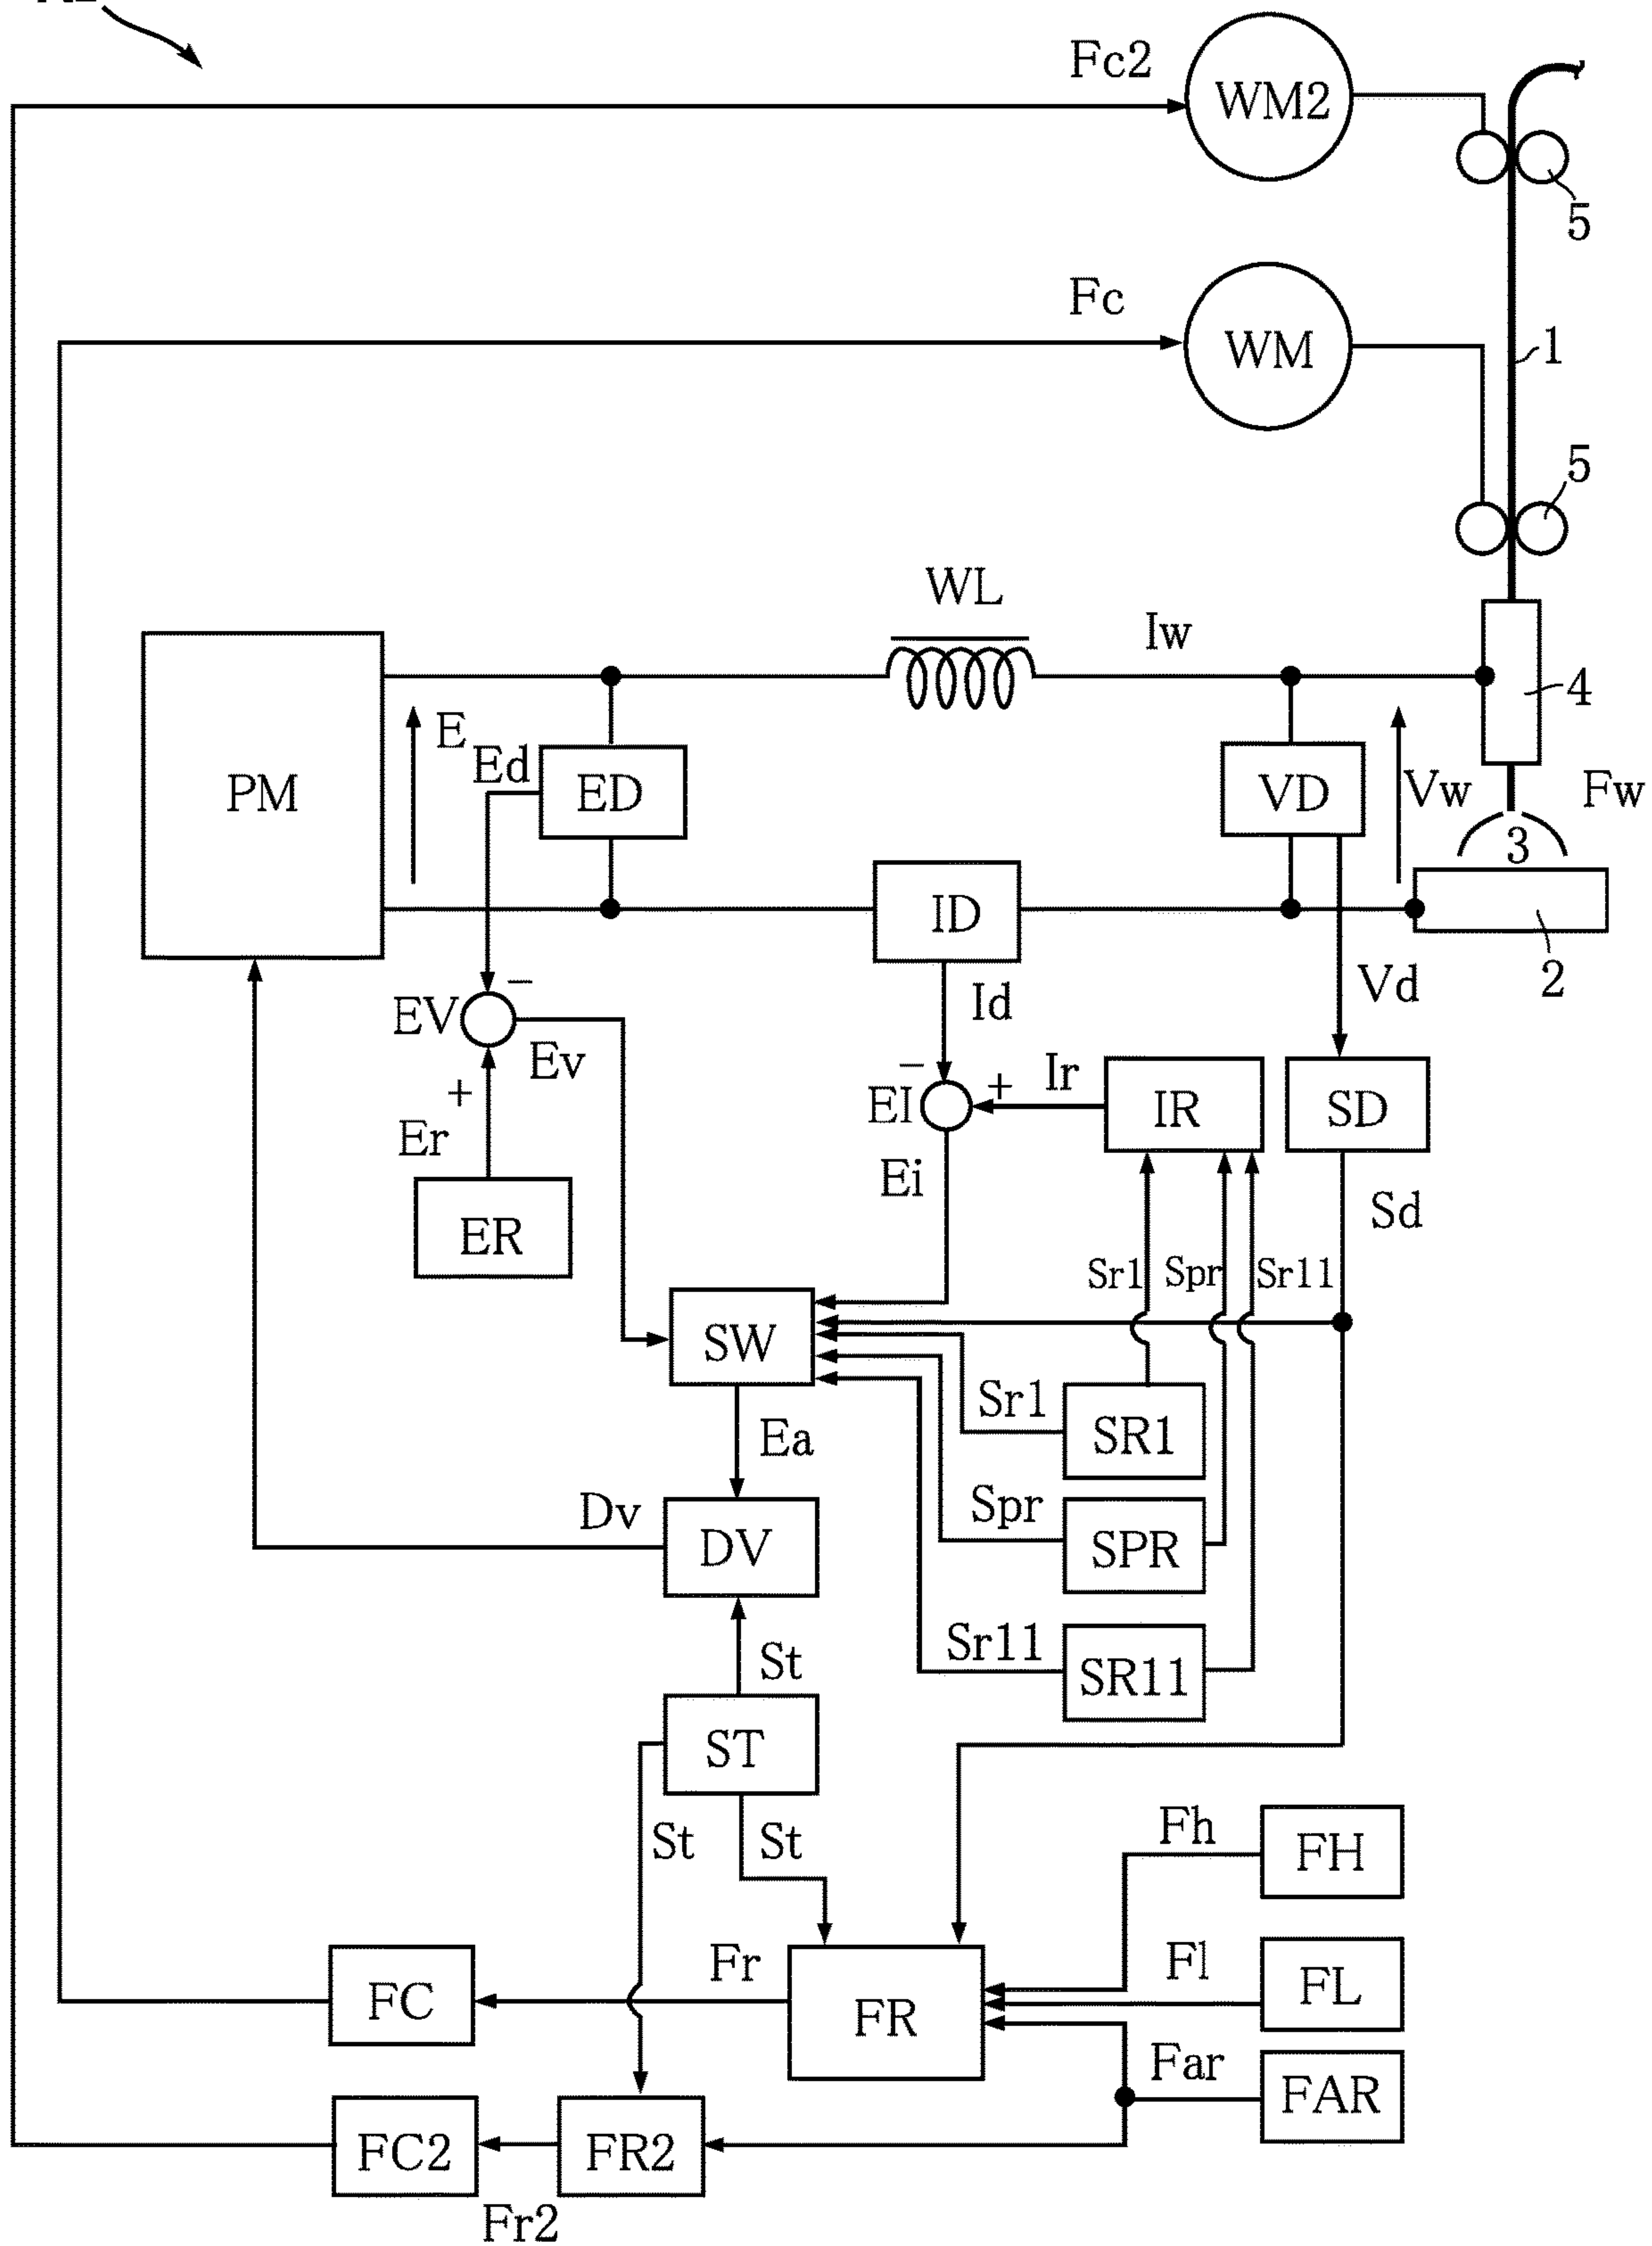 Fc2
WM2
5
Fc
WM
1
5
WL
Iw
4
PM
E
Ed
ED
VD
Vw
Fw
3
ID
2
EV
−
Ev
Id
Vd
+
Er
ER
−
EI
+
Ir
IR
SD
Ei
Sd
Sr1
Spr
Sr11
SW
Sr1
SR1
Ea
Dv
DV
Spr
SPR
St
Sr11
SR11
ST
St
St
Fh
FH
FC
Fr
FR
Fl
FL
Far
FAR
FC2
FR2
Fr2